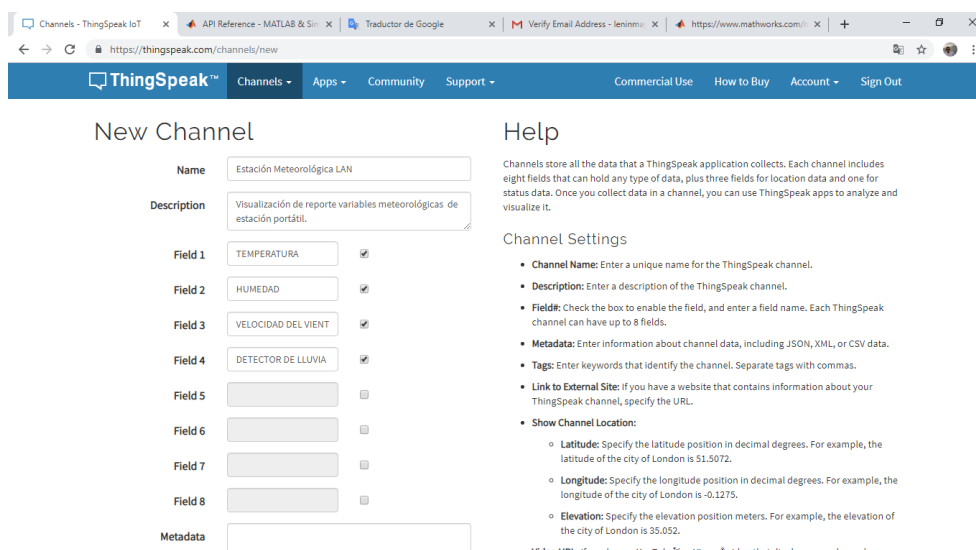 Channels - ThingSpeak IoT
API Reference - MATLAB & Sim
Traductor de Google
Verify Email Address - leninma
https://www.mathworks.com/
https://thingspeak.com/channels/new
ThingSpeak™ Channels Apps Community Support Commercial Use How to Buy Account Sign Out
New Channel
Name Estación Meteorológica LAN
Description Visualización de reporte variables meteorológicas de
estación portátil.
Field 1 TEMPERATURA
Field 2 HUMEDAD
Field 3 VELOCIDAD DEL VIENT
Field 4 DETECTOR DE LLUVIA
Field 5
Field 6
Field 7
Field 8
Metadata
Help
Channels store all the data that a ThingSpeak application collects. Each channel includes
eight fields that can hold any type of data, plus three fields for location data and one for
status data. Once you collect data in a channel, you can use ThingSpeak apps to analyze and
visualize it.
Channel Settings
• Channel Name: Enter a unique name for the ThingSpeak channel.
• Description: Enter a description of the ThingSpeak channel.
• Field#: Check the box to enable the field, and enter a field name. Each ThingSpeak
channel can have up to 8 fields.
• Metadata: Enter information about channel data, including JSON, XML, or CSV data.
• Tags: Enter keywords that identify the channel. Separate tags with commas.
• Link to External Site: If you have a website that contains information about your
ThingSpeak channel, specify the URL.
• Show Channel Location:
◦ Latitude: Specify the latitude position in decimal degrees. For example, the
latitude of the city of London is 51.5072.
◦ Longitude: Specify the longitude position in decimal degrees. For example, the
longitude of the city of London is -0.1275.
◦ Elevation: Specify the elevation position meters. For example, the elevation of
the city of London is 35.052.